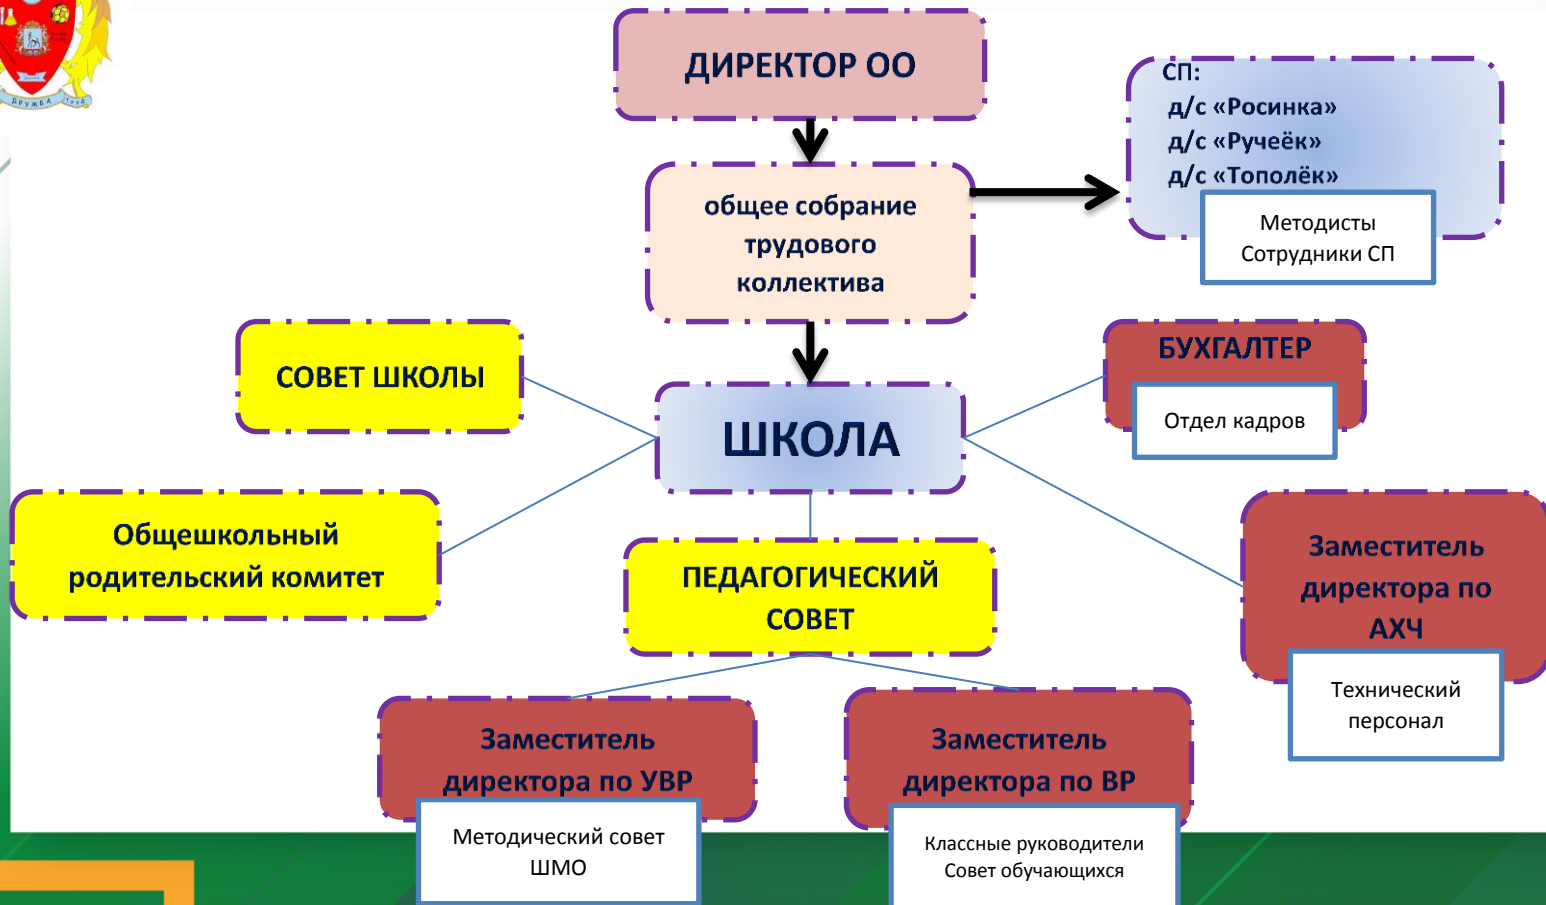 ДРУЖБА ТРУД
ДИРЕКТОР ОО
СП:
д/с «Росинка»
д/с «Ручеёк»
д/с «Тополёк»
Методисты
Сотрудники СП
общее собрание
трудового
коллектива
СОВЕТ ШКОЛЫ
ШКОЛА
БУХГАЛТЕР
Отдел кадров
Общешкольный
родительский комитет
ПЕДАГОГИЧЕСКИЙ
СОВЕТ
Заместитель
директора по
АХЧ
Технический
персонал
Заместитель
директора по УВР
Методический совет
ШМО
Заместитель
директора по ВР
Классные руководители
Совет обучающихся